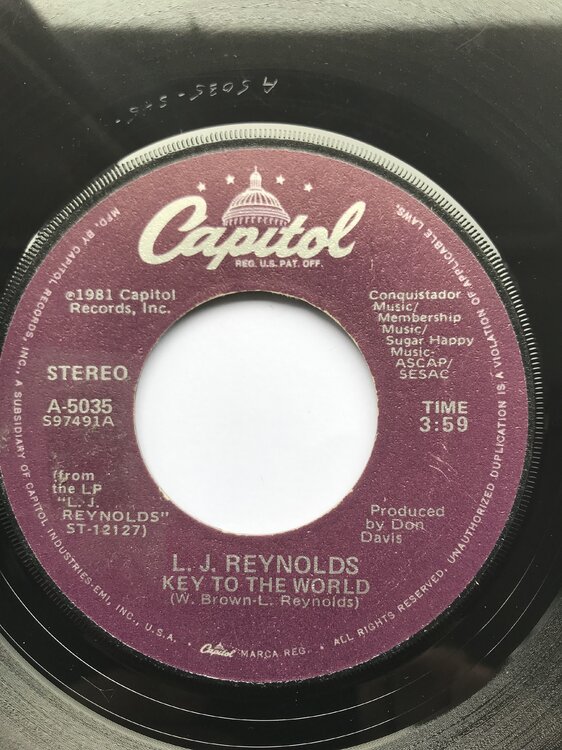 A 5035
Capitol
REG. U.S. PAT. OFF.
℗1981 Capitol
Records, Inc.
Conquistador
Music/
Membership
Music/
Sugar Happy
Music-
ASCAP/
SESAC
STEREO
A-5035
S97491A
TIME
3:59
(from
the LP
"L. J.
REYNOLDS"
ST-12127)
Produced
by Don
Davis
L. J. REYNOLDS
KEY TO THE WORLD
(W. Brown-L. Reynolds)
MFD. BY CAPITOL RECORDS, INC., A SUBSIDIARY OF CAPITOL INDUSTRIES-EMI, INC., U.S.A. • Capitol MARCA REG. • ALL RIGHTS RESERVED. UNAUTHORIZED DUPLICATION IS A VIOLATION OF APPLICABLE LAWS.